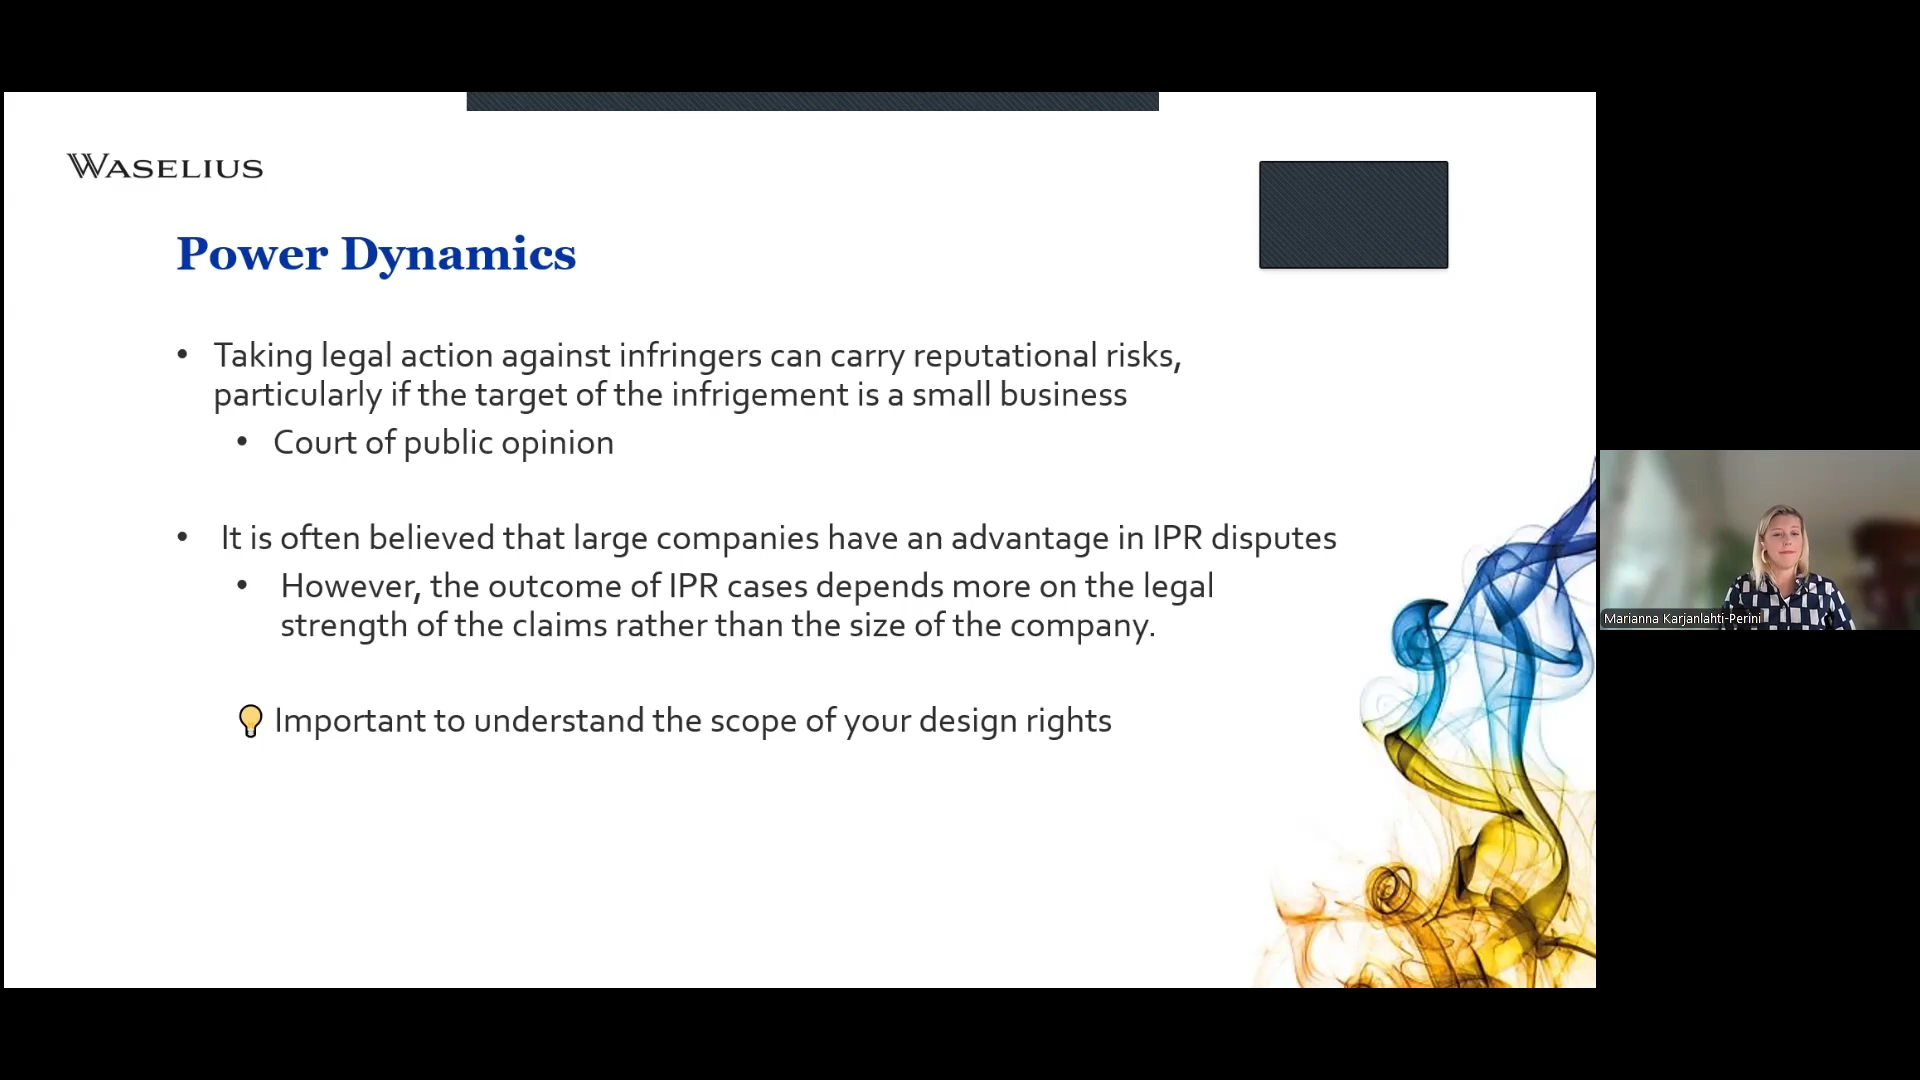 WASELIUS
Power Dynamics
• Taking legal action against infringers can carry reputational risks,
particularly if the target of the infrigement is a small business
• Court of public opinion
• It is often believed that large companies have an advantage in IPR disputes
• However, the outcome of IPR cases depends more on the legal
strength of the claims rather than the size of the company.
💡 Important to understand the scope of your design rights
Marianna Karjanlahti-Perini